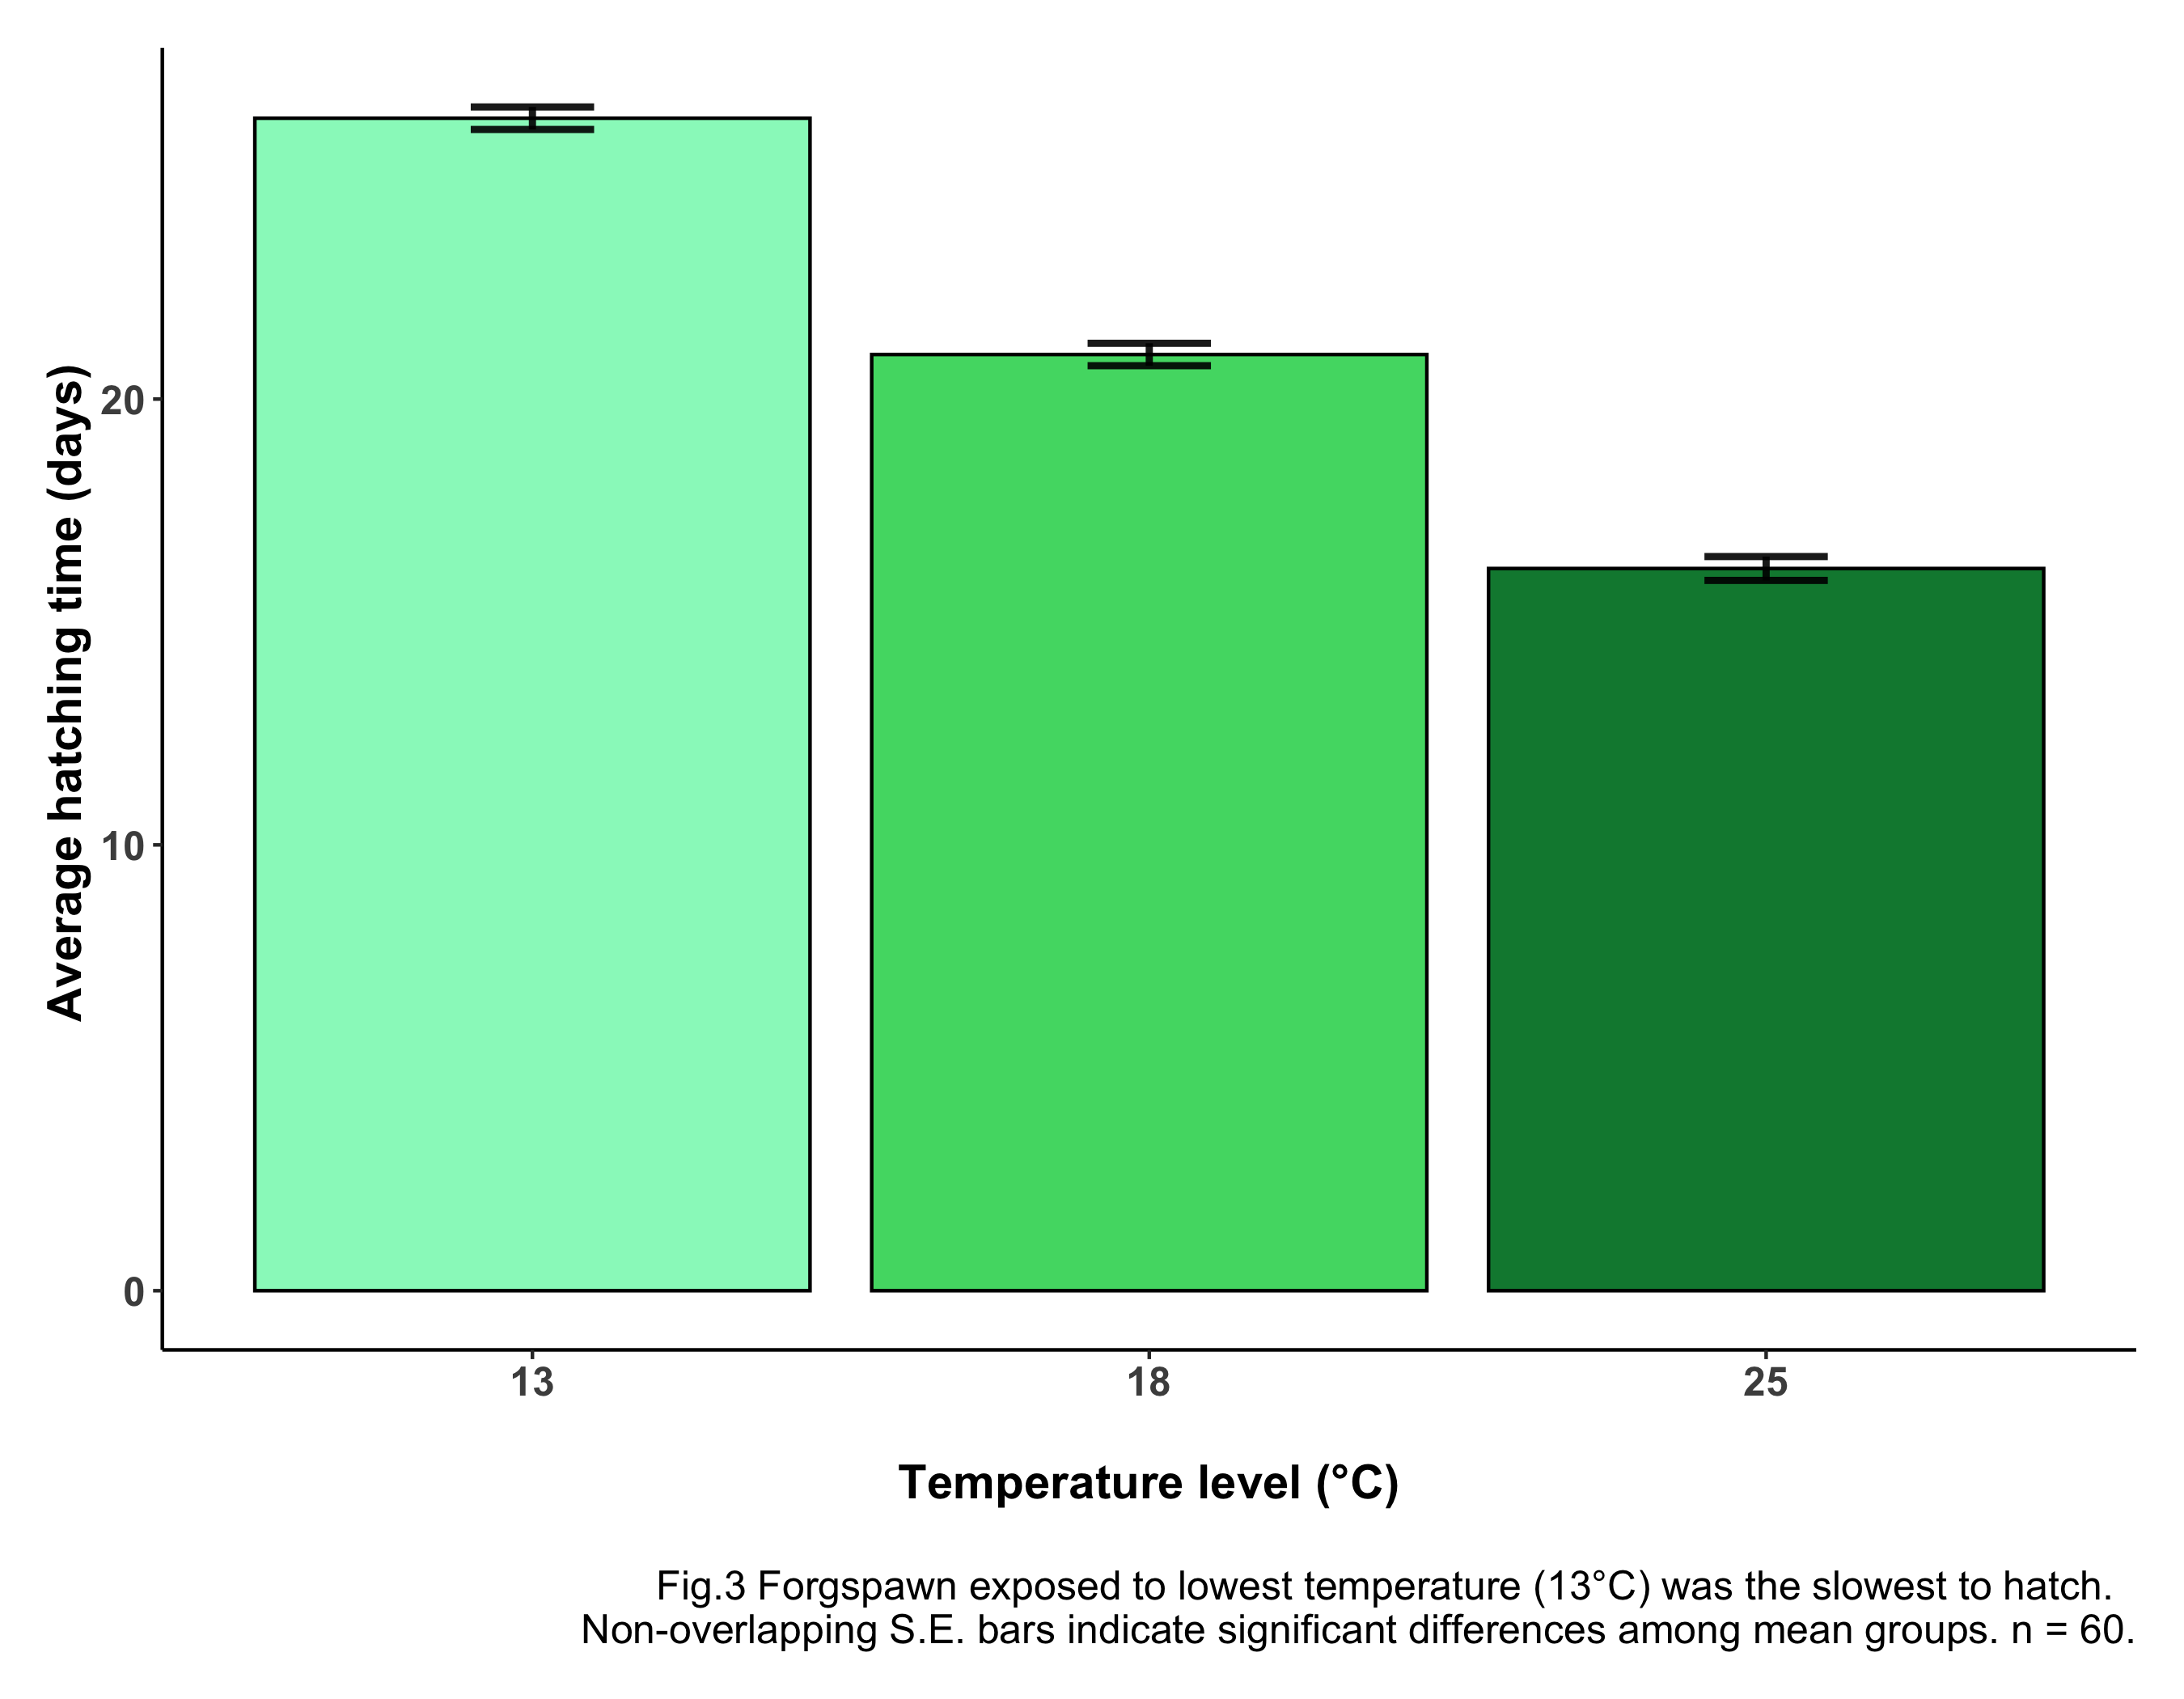 Average hatching time (days)
20
10
0
13
18
25
Temperature level (°C)
Fig.3 Forgspawn exposed to lowest temperature (13°C) was the slowest to hatch.
Non-overlapping S.E. bars indicate significant differences among mean groups. n = 60.